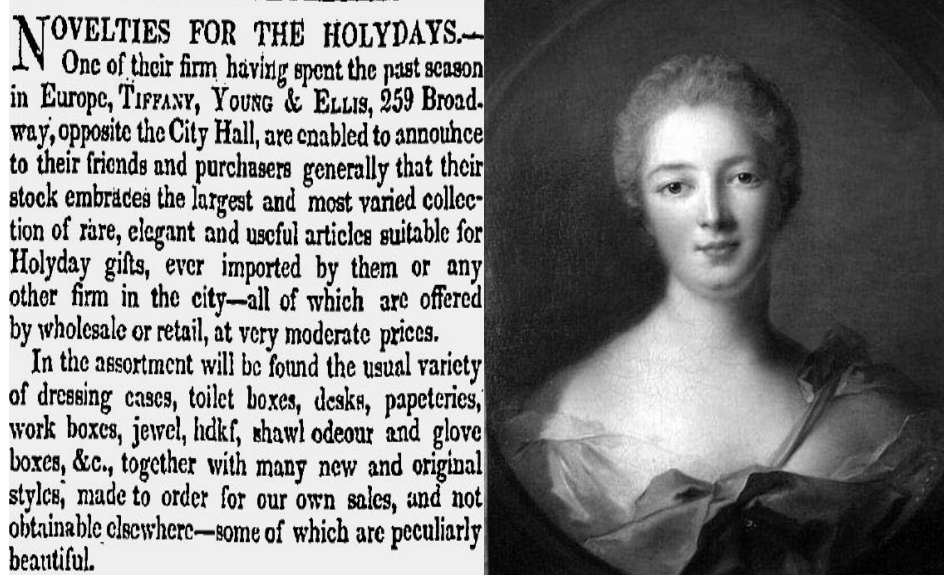 NOVELTIES FOR THE HOLYDAYS.—
One of their firm having spent the past season
in Europe, TIFFANY, YOUNG & ELLIS, 259 Broad-
way, opposite the City Hall, are enabled to announce
to their friends and purchasers generally that their
stock embraces the largest and most varied collec-
tion of rare, elegant and useful articles suitable for
Holyday gifts, ever imported by them or any
other firm in the city—all of which are offered
by wholesale or retail, at very moderate prices.
In the assortment will be found the usual variety
of dressing cases, toilet boxes, desks, papeteries,
work boxes, jewel, hdkf, shawl odeour and glove
boxes, &c., together with many new and original
styles, made to order for our own sales, and not
obtainable elsewhere—some of which are peculiarly
beautiful.